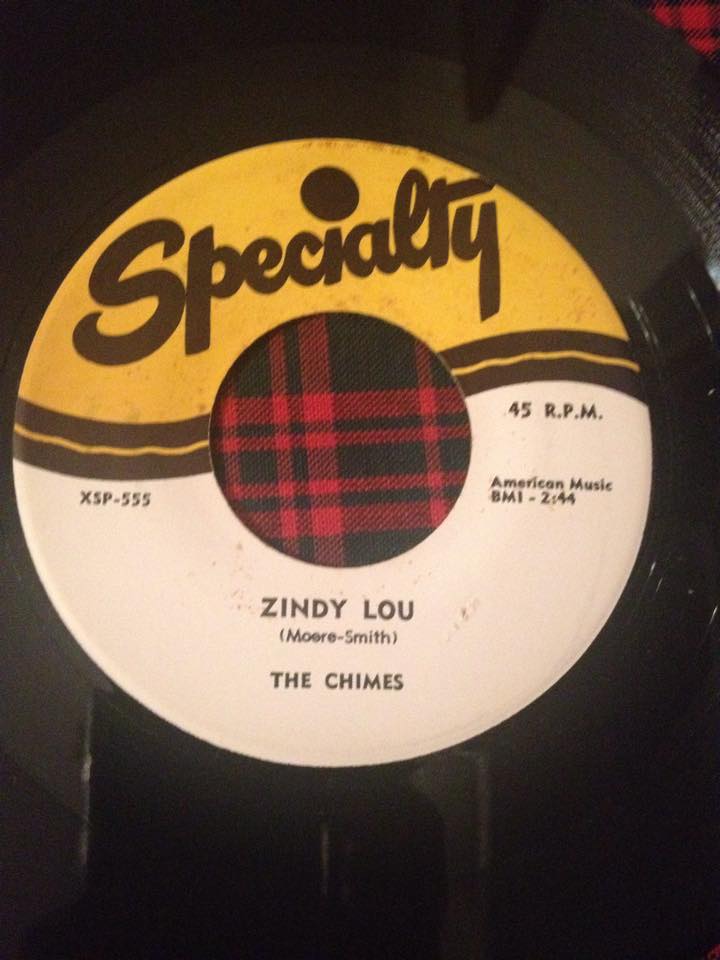 Specialty
45 R.P.M.
XSP-555
American Music
BMI - 2:44
ZINDY LOU
(Moore-Smith)
THE CHIMES